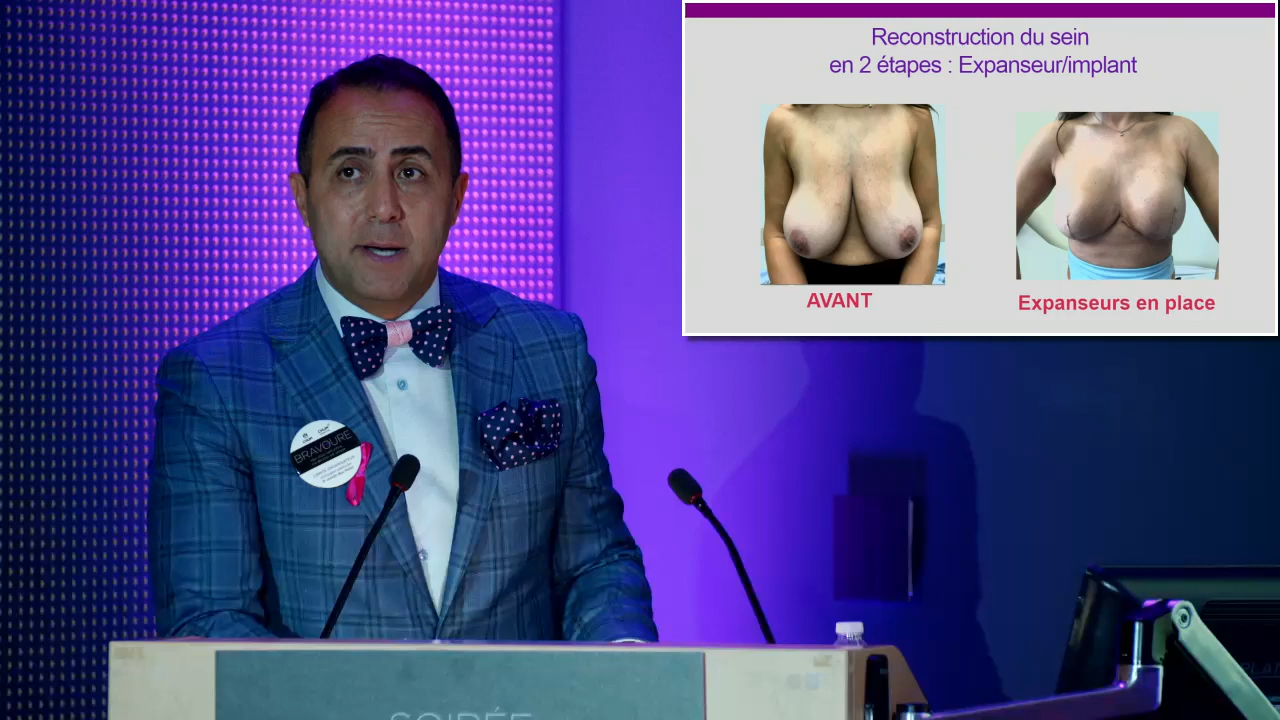 Reconstruction du sein
en 2 étapes : Expanseur/implant
AVANT
Expanseurs en place
BRAVOURE
SOIRÉE